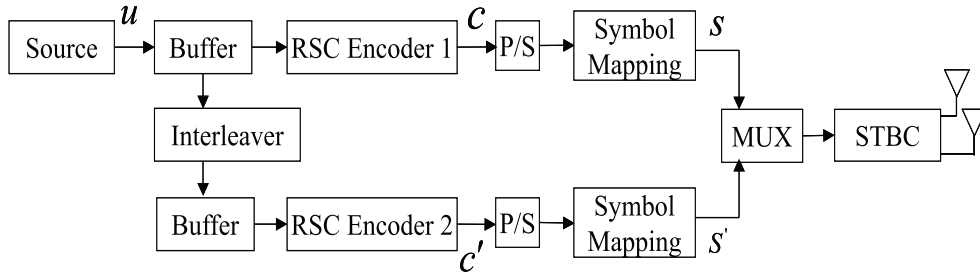 u
c
s
Source
Buffer
RSC Encoder 1
P/S
Symbol
Mapping
Interleaver
MUX
STBC
Buffer
RSC Encoder 2
P/S
Symbol
Mapping
c'
s'